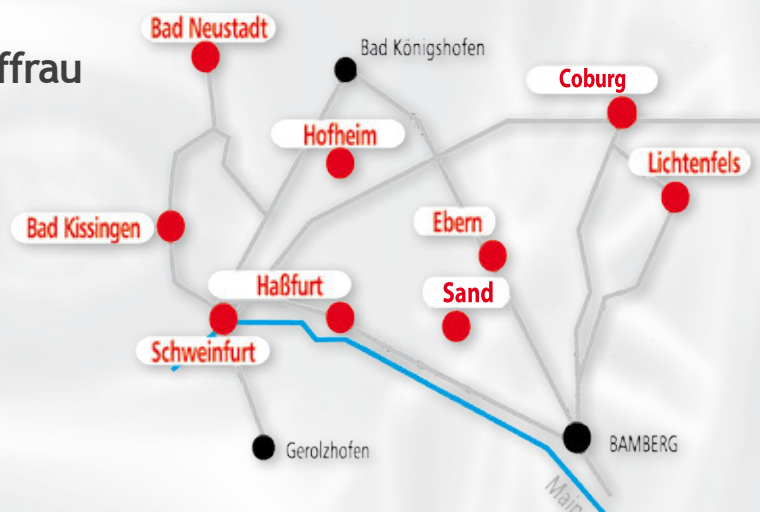 Bad Neustadt
Bad Königshofen
ffrau
Coburg
Hofheim
Lichtenfels
Bad Kissingen
Ebern
Haßfurt
Sand
Schweinfurt
Gerolzhofen
BAMBERG
Main